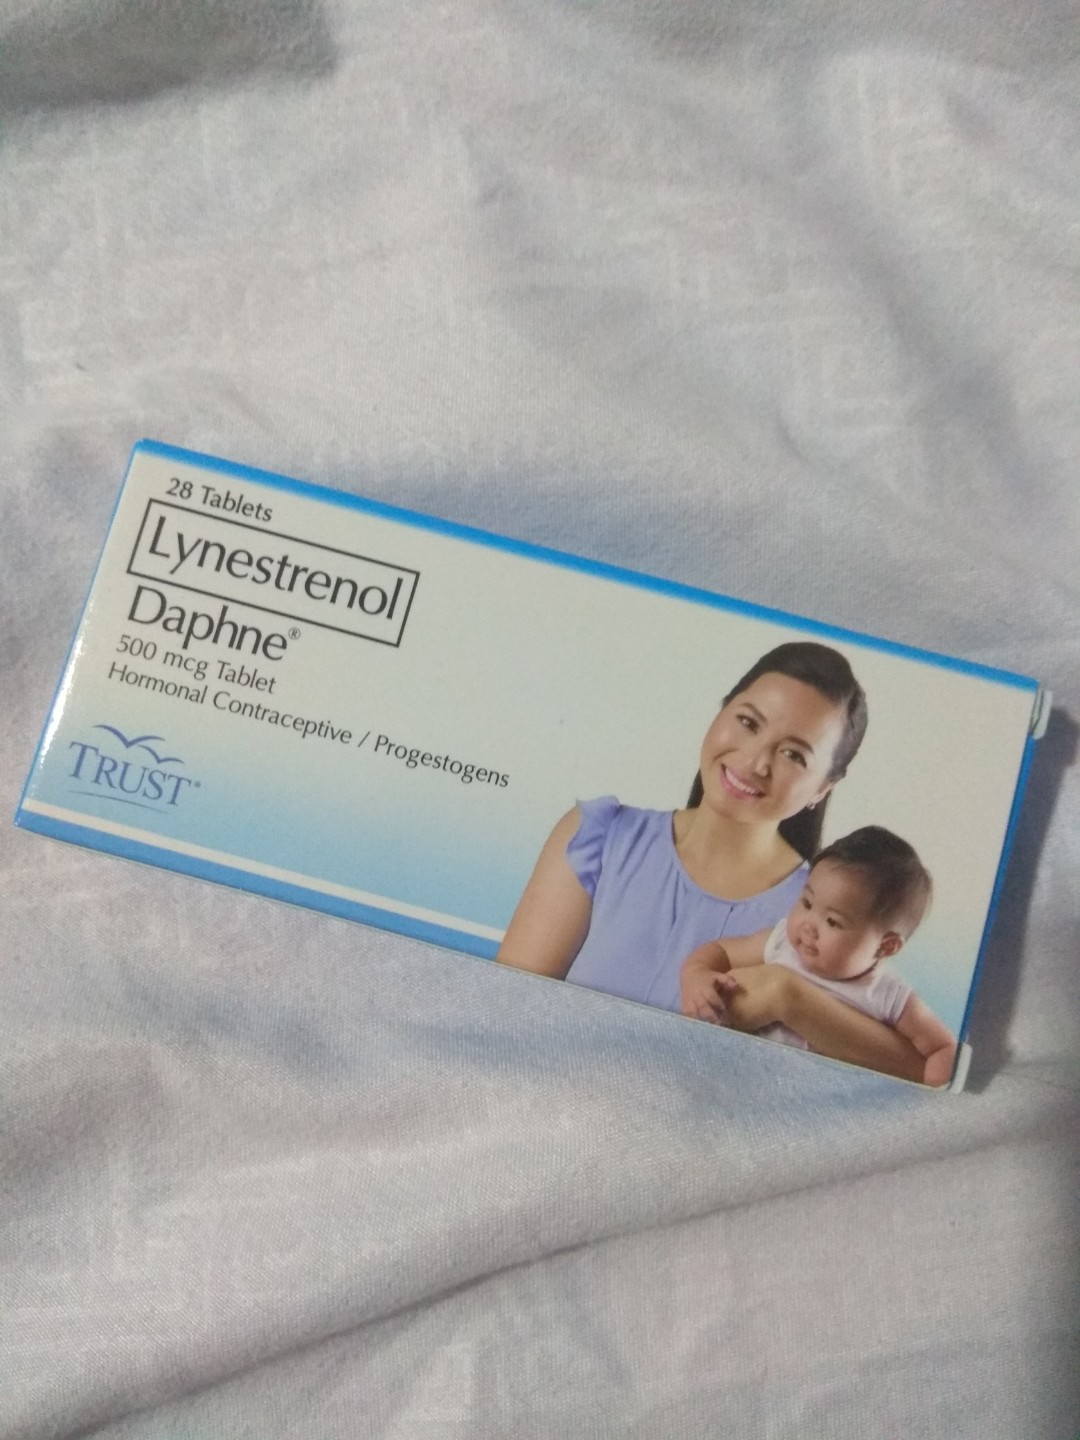 28 Tablets
Lynestrenol
Daphne®
500 mcg Tablet
Hormonal Contraceptive / Progestogens
TRUST®